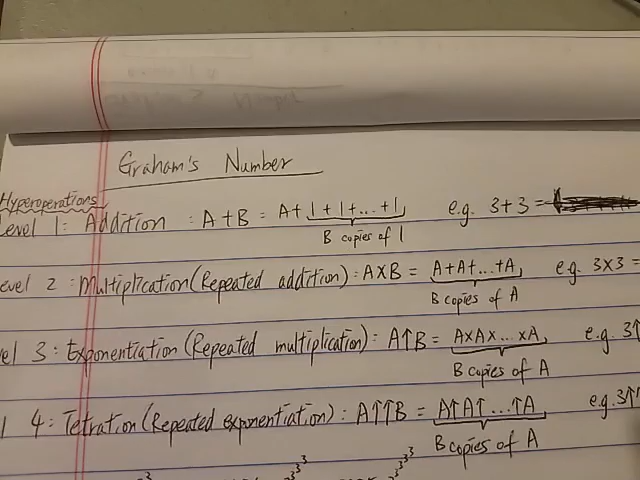 Graham's Number
Hyperoperations
Level 1: Addition : A+B = A+1+1+...+1 e.g. 3+3 =
B copies of 1
evel 2 : Multiplication (Repeated addition) : A×B = A+A+...+A, e.g. 3×3 =
B copies of A
el 3 : Exponentiation (Repeated multiplication) : A↑B = A×A×...×A, e.g. 3↑
B copies of A
l 4 : Tetration (Repeated exponentiation) : A↑↑B = A↑A↑...↑A e.g. 3↑↑
B copies of A